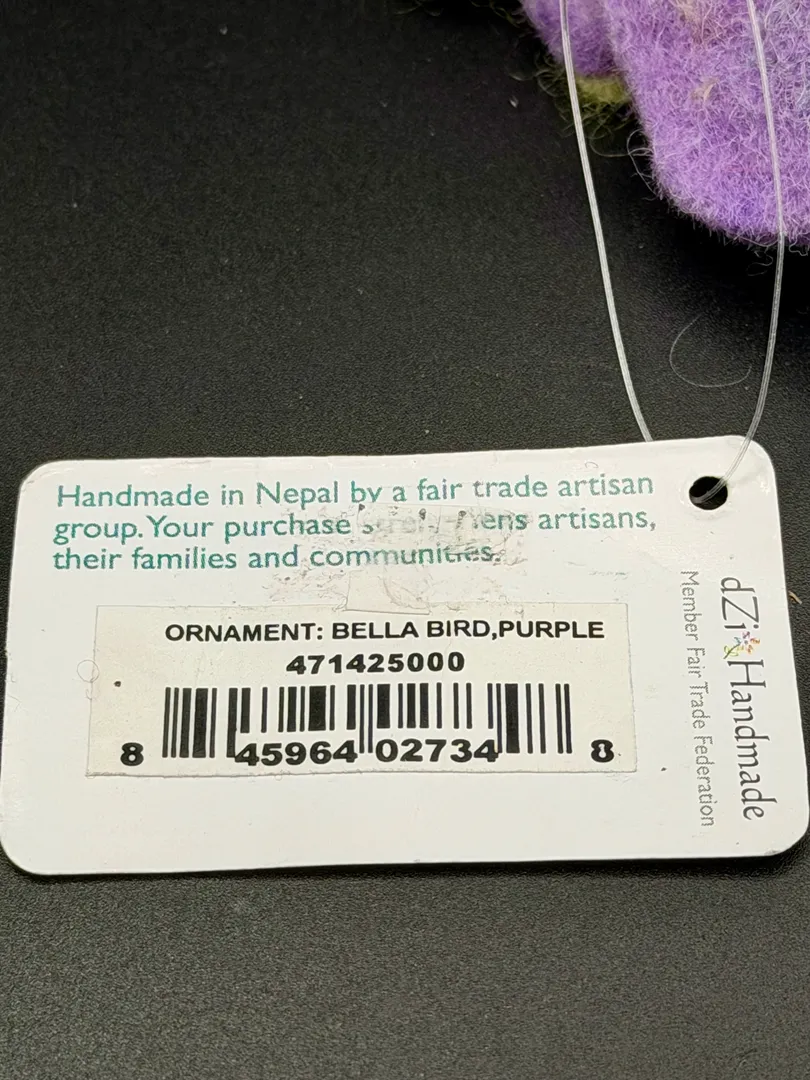 Handmade in Nepal by a fair trade artisan
group. Your purchase artisans,
their families and communities.
ORNAMENT: BELLA BIRD,PURPLE
471425000
8 45964 02734 8
dZi Handmade
Member Fair Trade Federation